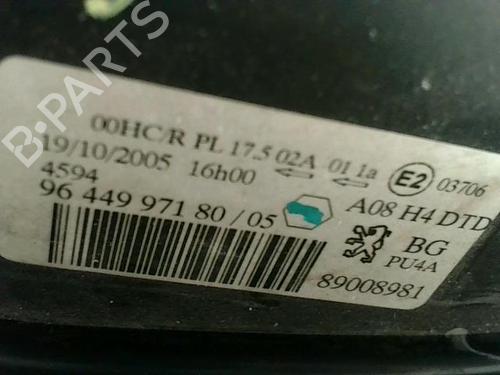 B-PARTS
00HC/R PL 17.5 02A 01 1a E2 03706
19/10/2005 16h00
4594 A08 H4 DTD
96 449 971 80 / 05 BG
PU4A
89008981